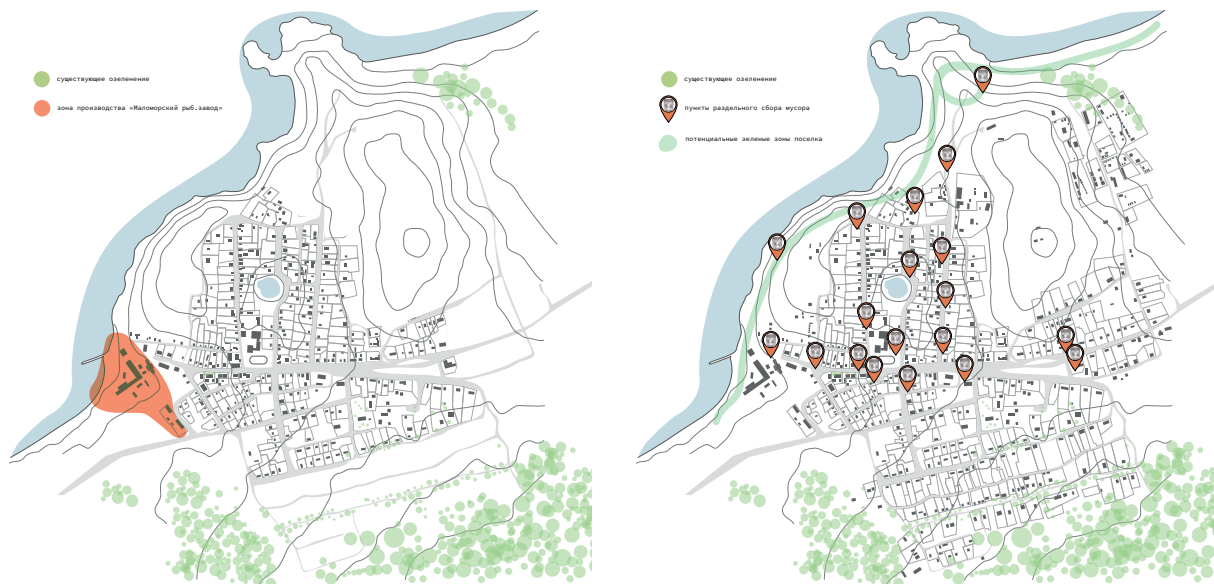 существующее озеленение
зона производства «Маломорский рыб.завод»
существующее озеленение
пункты раздельного сбора мусора
потенциальные зеленые зоны поселка